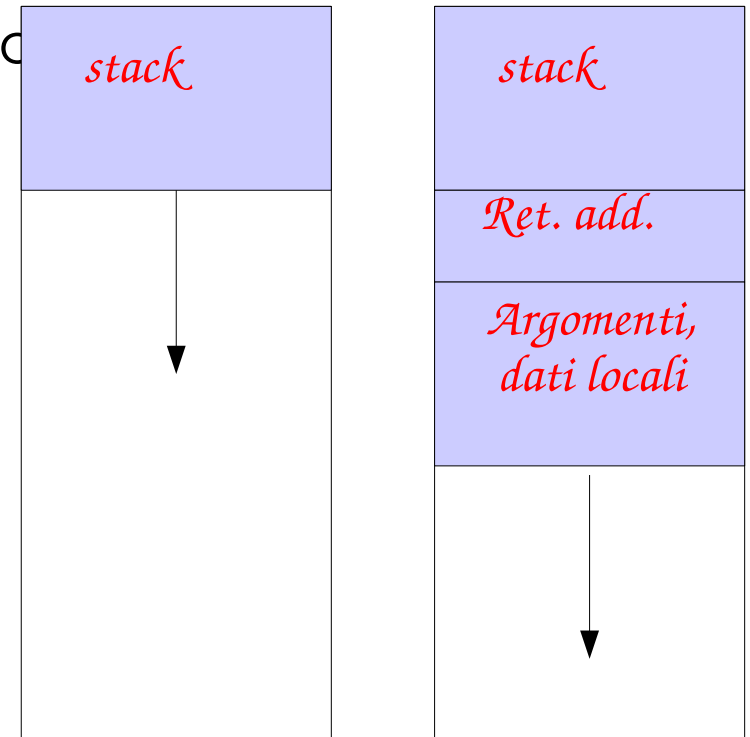 stack
stack
Ret. add.
Argomenti,
dati locali